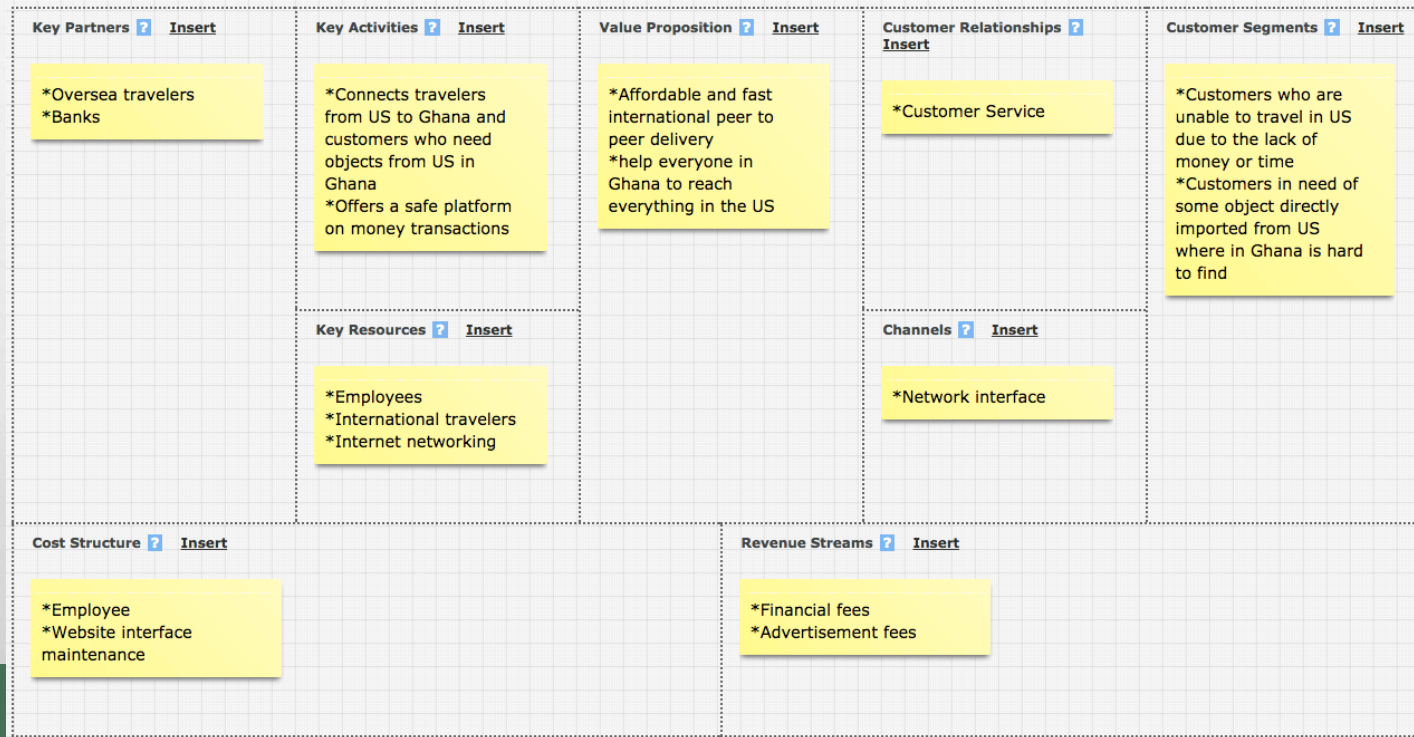 Key Partners ? Insert
*Oversea travelers
*Banks
Key Activities ? Insert
*Connects travelers
from US to Ghana and
customers who need
objects from US in
Ghana
*Offers a safe platform
on money transactions
Key Resources ? Insert
*Employees
*International travelers
*Internet networking
Value Proposition ? Insert
*Affordable and fast
international peer to
peer delivery
*help everyone in
Ghana to reach
everything in the US
Customer Relationships ?
Insert
*Customer Service
Channels ? Insert
*Network interface
Customer Segments ? Insert
*Customers who are
unable to travel in US
due to the lack of
money or time
*Customers in need of
some object directly
imported from US
where in Ghana is hard
to find
Cost Structure ? Insert
*Employee
*Website interface
maintenance
Revenue Streams ? Insert
*Financial fees
*Advertisement fees